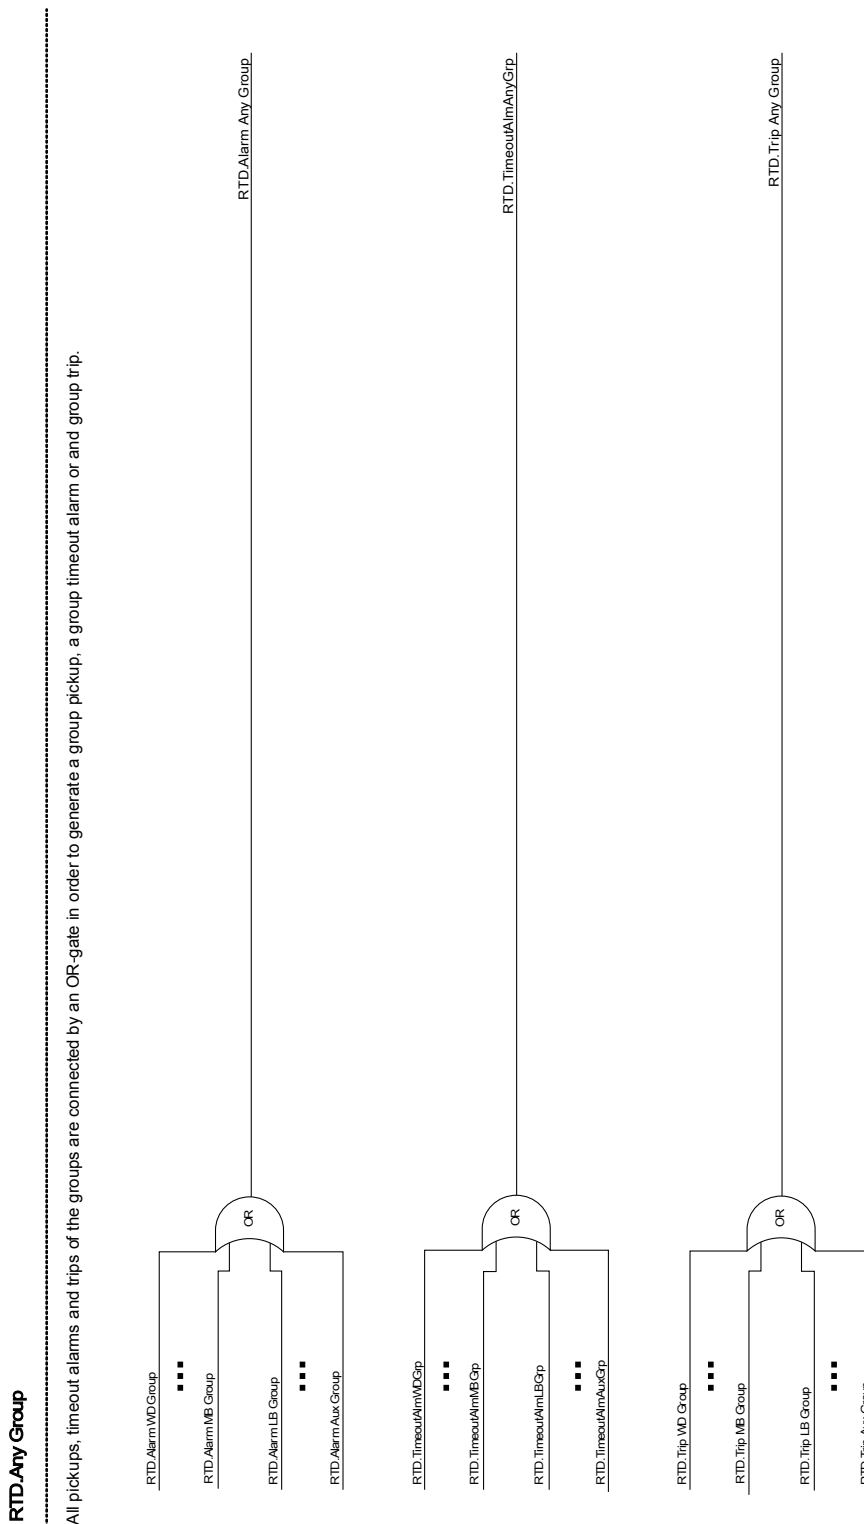 RTD.Any Group
All pickups, timeout alarms and trips of the groups are connected by an OR-gate in order to generate a group pickup, a group timeout alarm or and group trip.
RTD.Alarm WD Group
RTD.Alarm MB Group
RTD.Alarm LB Group
RTD.Alarm Aux Group
OR
RTD.Alarm Any Group
RTD.TimeoutAlmWDGrp
RTD.TimeoutAlmMBGrp
RTD.TimeoutAlmLBGrp
RTD.TimeoutAlmAuxGrp
OR
RTD.TimeoutAlmAnyGrp
RTD.Trip WD Group
RTD.Trip MB Group
RTD.Trip LB Group
OR
RTD.Trip Any Group